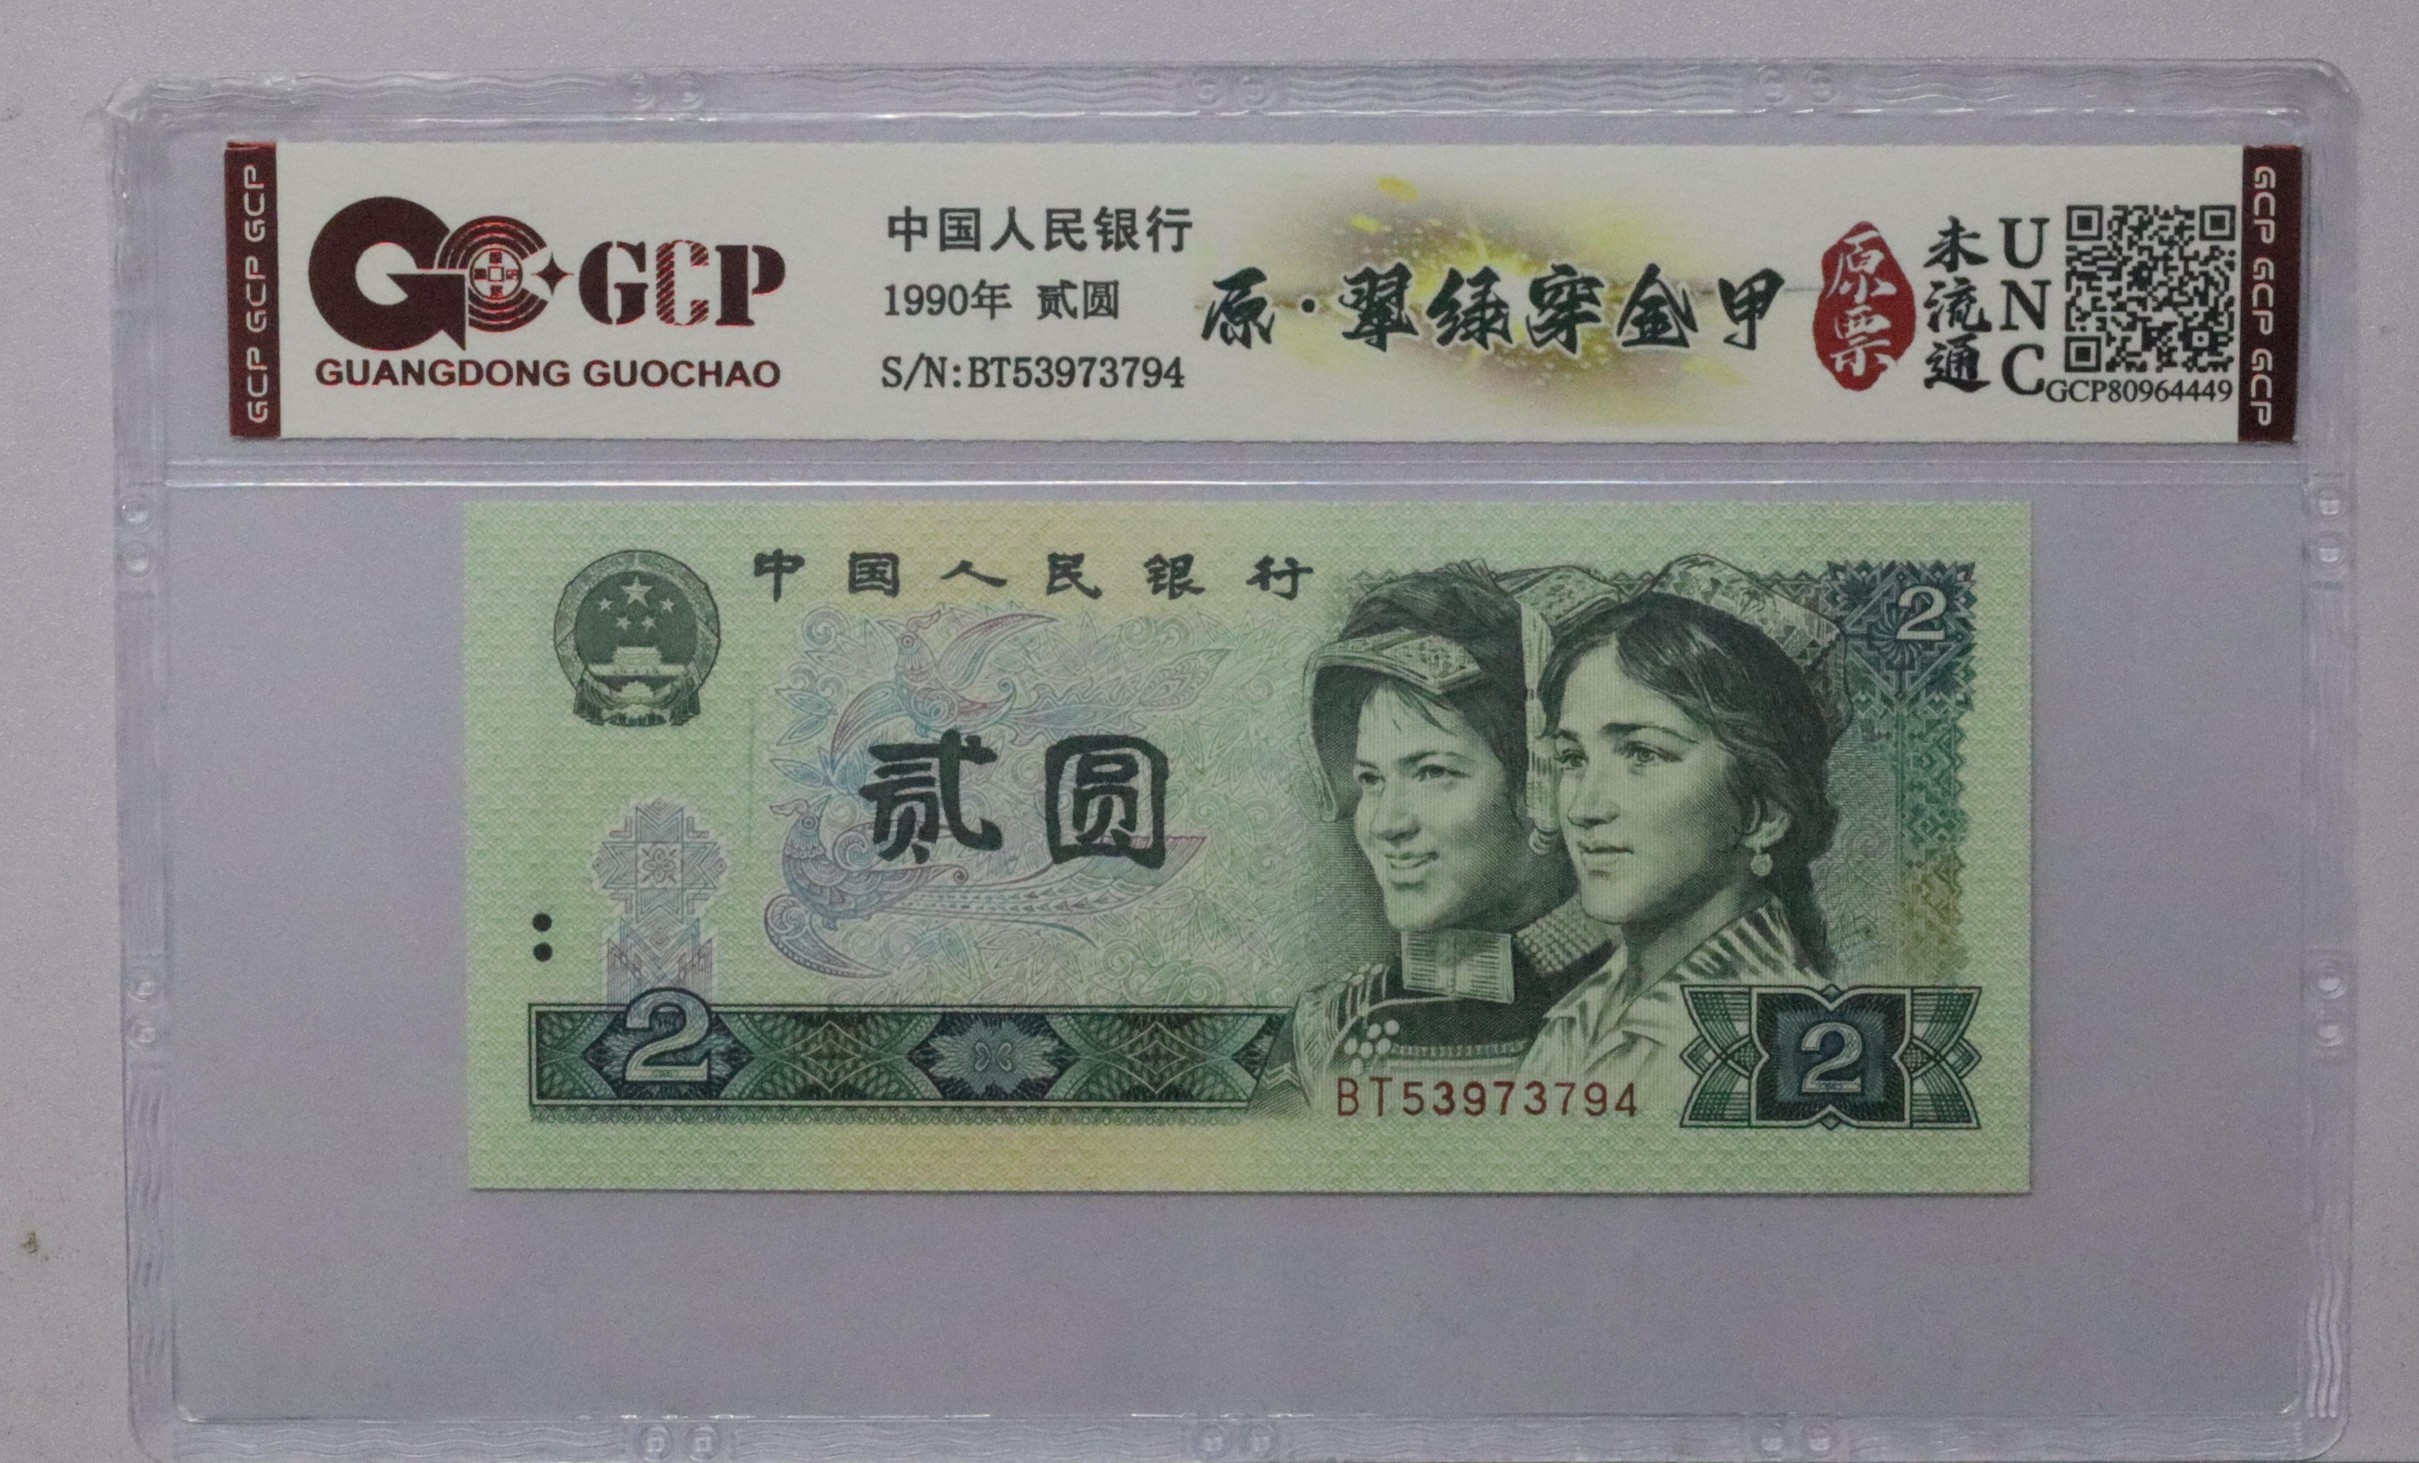 GCP GCP GCP
GCP
GUANGDONG GUOCHAO
中国人民银行
1990年 贰圆
S/N:BT53973794
原·翠绿穿金甲
原票
未流通
UNC
GCP80964449
GCP GCP GCP
中国人民银行
2
贰圆
2
BT53973794
2